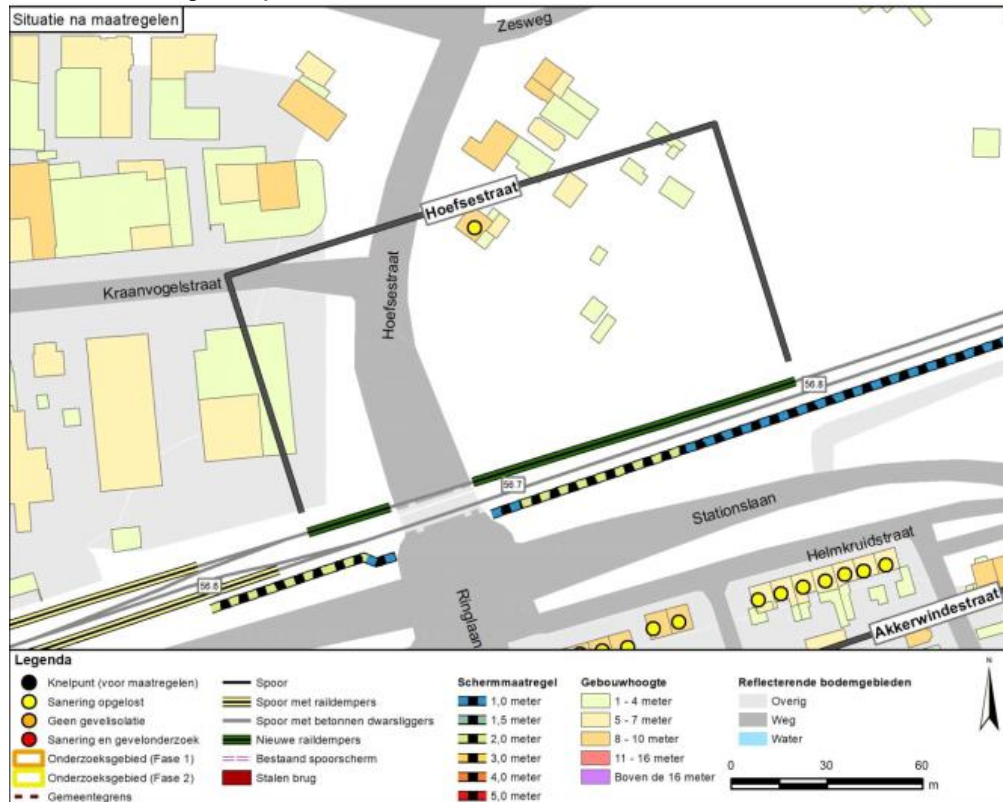 Situatie na maatregelen
Zesweg
Hoefsestraat
Kraanvogelstraat
Hoefsestraat
56.8
56.7
Stationslaan
Helmkruidstraat
56.6
Ringlaan
Akkerwindestraat
Legenda
Knelpunt (voor maatregelen)
Sanering opgelost
Geen gevelisolatie
Sanering en gevelonderzoek
Onderzoeksgebied (Fase 1)
Onderzoeksgebied (Fase 2)
Gemeentegrens
Spoor
Spoor met raildempers
Spoor met betonnen dwarsliggers
Nieuwe raildempers
Bestaand spoorscherm
Stalen brug
Schermmaatregel
1,0 meter
1,5 meter
2,0 meter
3,0 meter
4,0 meter
5,0 meter
Gebouwhoogte
1 - 4 meter
5 - 7 meter
8 - 10 meter
11 - 16 meter
Boven de 16 meter
Reflecterende bodemgebieden
Overig
Weg
Water
N
0 30 60
m